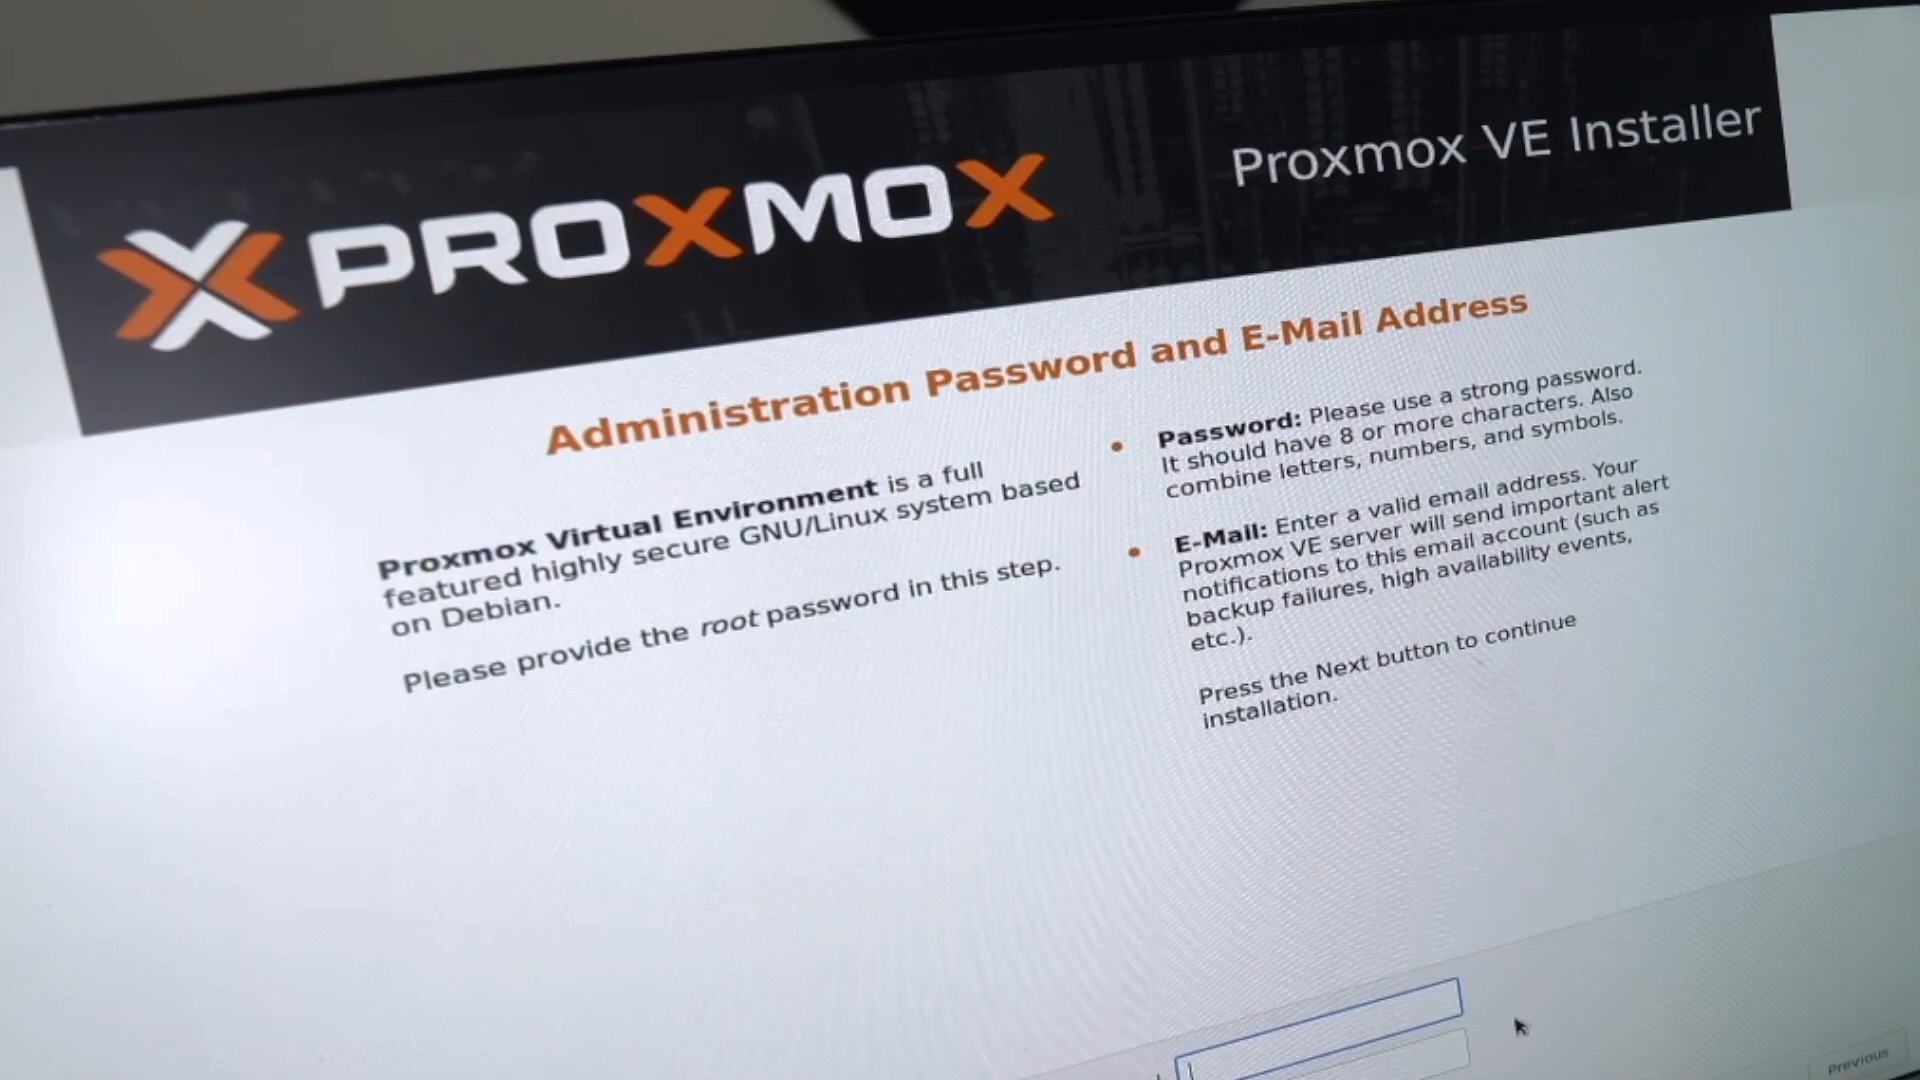 PROXMOX
Proxmox VE Installer
Administration Password and E-Mail Address
Proxmox Virtual Environment is a full
featured highly secure GNU/Linux system based
on Debian.
Please provide the root password in this step.
• Password: Please use a strong password.
It should have 8 or more characters. Also
combine letters, numbers, and symbols.
• E-Mail: Enter a valid email address. Your
Proxmox VE server will send important alert
notifications to this email account (such as
backup failures, high availability events,
etc.).
Press the Next button to continue
installation.
Previous